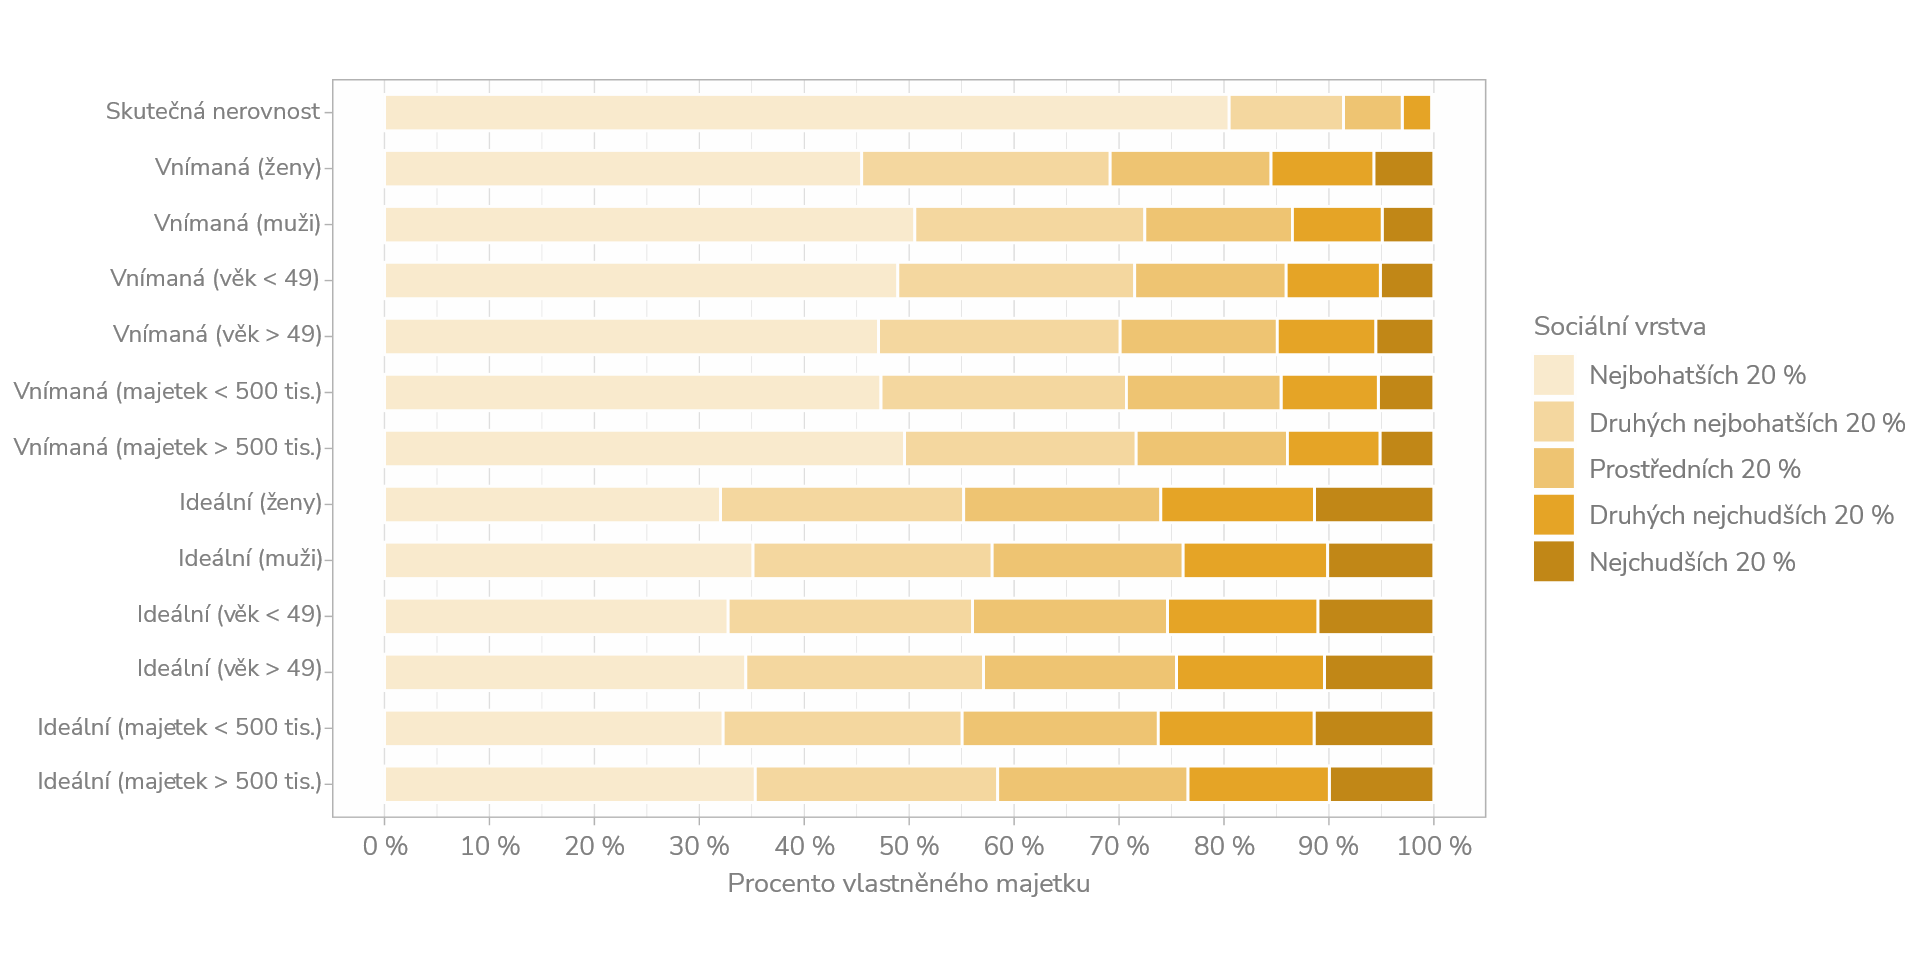 Skutečná nerovnost
Vnímaná (ženy)
Vnímaná (muži)
Vnímaná (věk < 49)
Vnímaná (věk > 49)
Vnímaná (majetek < 500 tis.)
Vnímaná (majetek > 500 tis.)
Ideální (ženy)
Ideální (muži)
Ideální (věk < 49)
Ideální (věk > 49)
Ideální (majetek < 500 tis.)
Ideální (majetek > 500 tis.)
0 % 10 % 20 % 30 % 40 % 50 % 60 % 70 % 80 % 90 % 100 %
Procento vlastněného majetku
Sociální vrstva
Nejbohatších 20 %
Druhých nejbohatších 20 %
Prostředních 20 %
Druhých nejchudších 20 %
Nejchudších 20 %